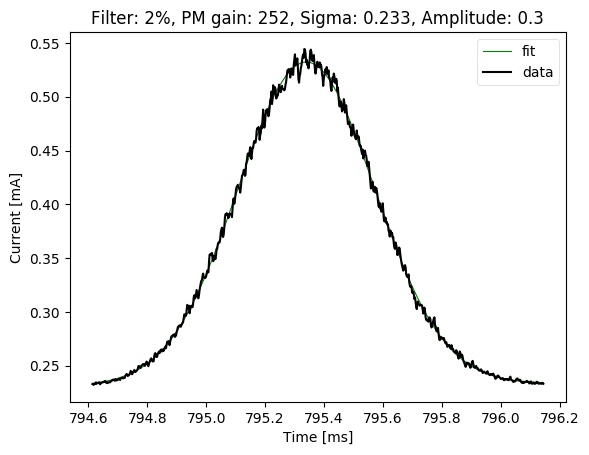 Filter: 2%, PM gain: 252, Sigma: 0.233, Amplitude: 0.3
fit
data
Current [mA]
0.55
0.50
0.45
0.40
0.35
0.30
0.25
794.6 794.8 795.0 795.2 795.4 795.6 795.8 796.0 796.2
Time [ms]